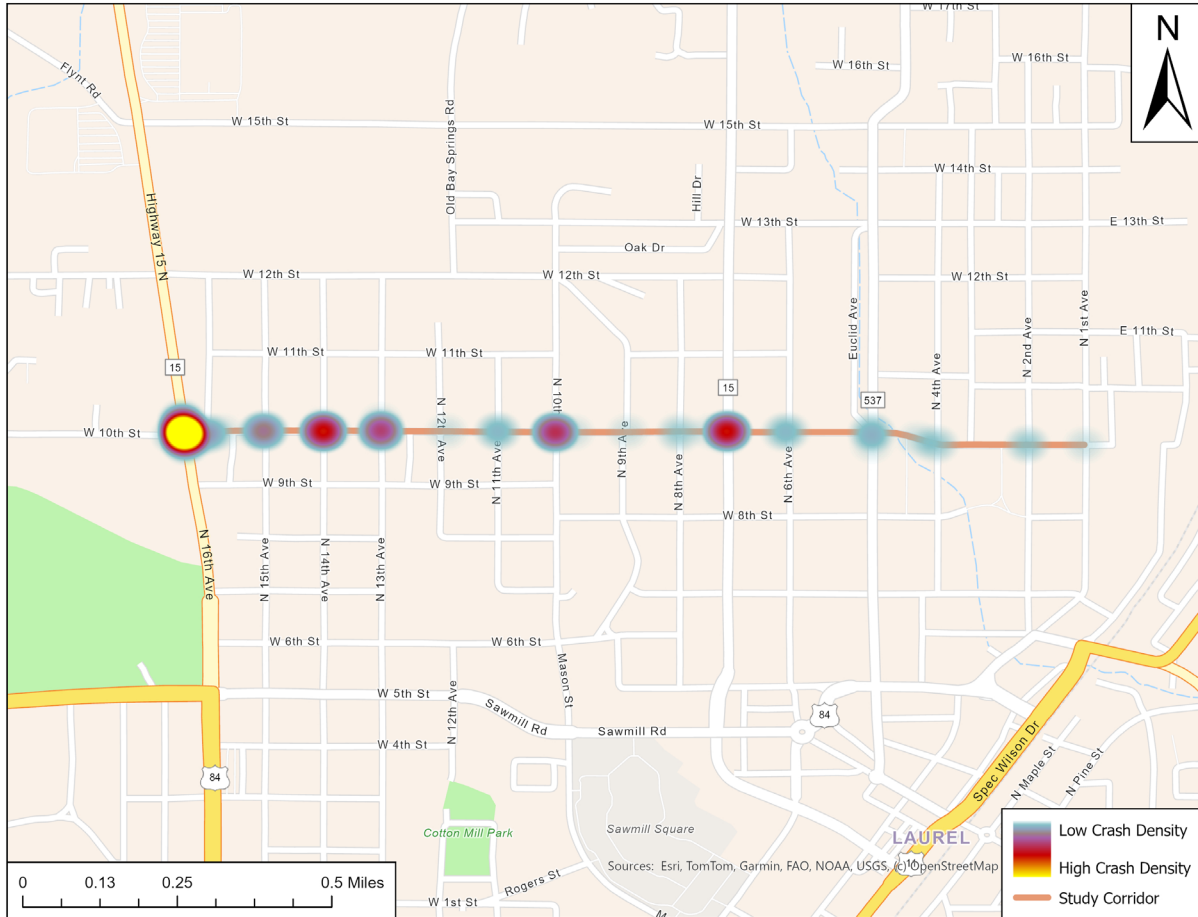 W 17th St
N
W 16th St
W 16th St
Flynt Rd
W 15th St
W 15th St
Old Bay Springs Rd
W 14th St
Hill Dr
Highway 15 N
W 13th St
E 13th St
Oak Dr
W 12th St
W 12th St
W 12th St
Euclid Ave
N 1st Ave
E 11th St
W 11th St
W 11th St
N 2nd Ave
N 4th Ave
15
15
537
N 10th
W 10th St
N 12th Ave
N 11th Ave
N 9th Ave
N 8th Ave
N 6th Ave
W 9th St
W 9th St
W 8th St
N 16th Ave
N 15th Ave
N 14th Ave
N 13th Ave
W 6th St
W 6th St
Mason St
W 5th St
N 12th Ave
Sawmill Rd
Sawmill Rd
84
W 4th St
84
Spec Wilson Dr
N Maple St
N Pine St
Cotton Mill Park
Sawmill Square
LAUREL
Low Crash Density
High Crash Density
Study Corridor
Sources: Esri, TomTom, Garmin, FAO, NOAA, USGS, (c) OpenStreetMap
Rogers St
W 1st St
0 0.13 0.25 0.5 Miles